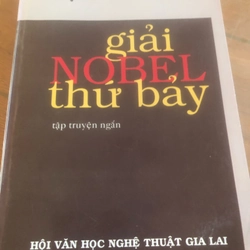 giải
NOBEL
thứ bảy
tập truyện ngắn
HỘI VĂN HỌC NGHỆ THUẬT GIA LAI